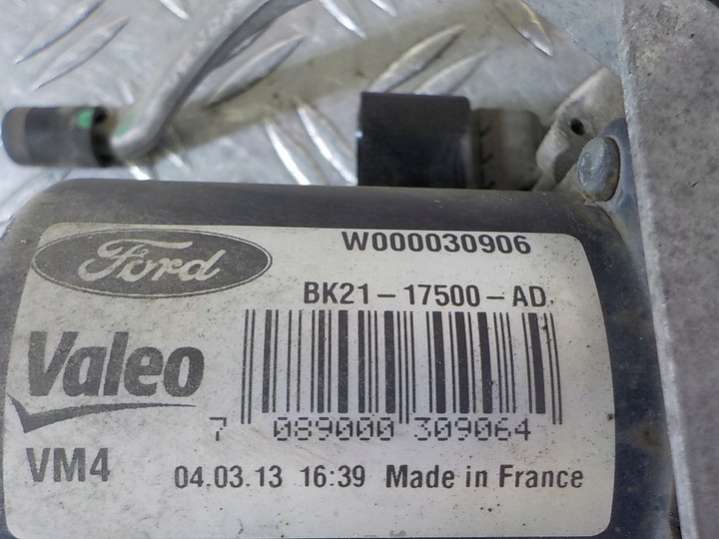 Ford
W000030906
BK21-17500-AD
Valeo
7 089000 309064
VM4
04.03.13 16:39 Made in France